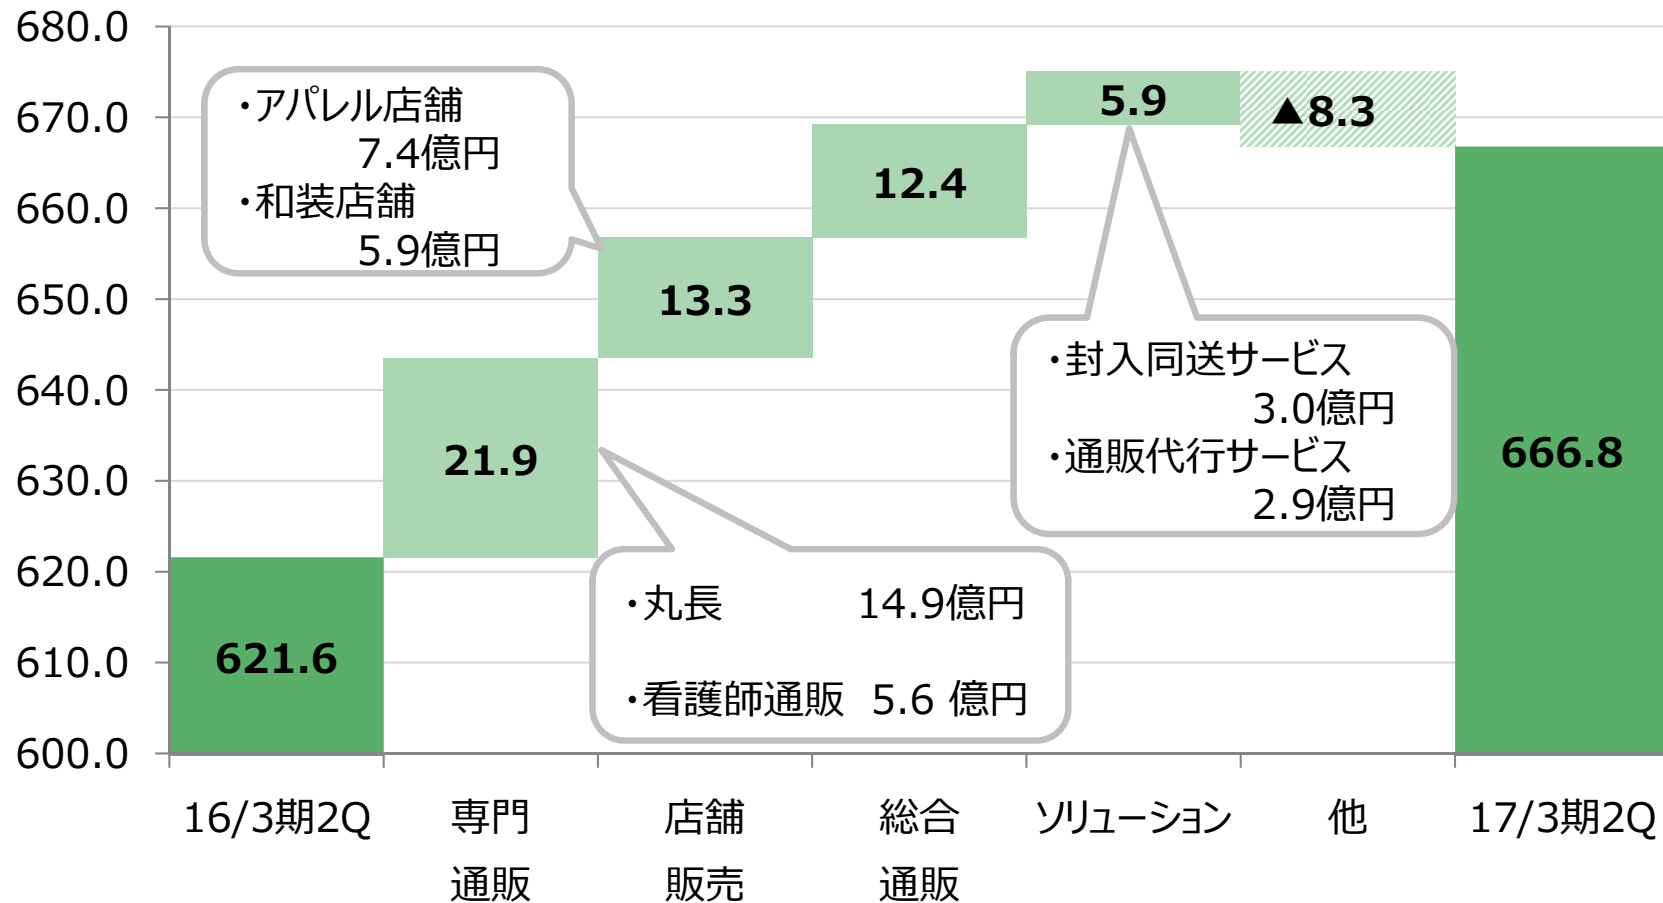 680.0
670.0
660.0
650.0
640.0
630.0
620.0
610.0
600.0
・アパレル店舗
7.4億円
・和装店舗
5.9億円
5.9
▲8.3
12.4
13.3
21.9
・封入同送サービス
3.0億円
・通販代行サービス
2.9億円
666.8
・丸長 14.9億円
・看護師通販 5.6 億円
621.6
16/3期2Q
専門
通販
店舗
販売
総合
通販
ソリューション
他
17/3期2Q